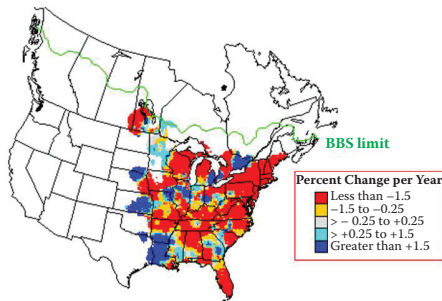 BBS limit
Percent Change per Year
Less than −1.5
-1.5 to −0.25
> − 0.25 to +0.25
> +0.25 to +1.5
Greater than +1.5